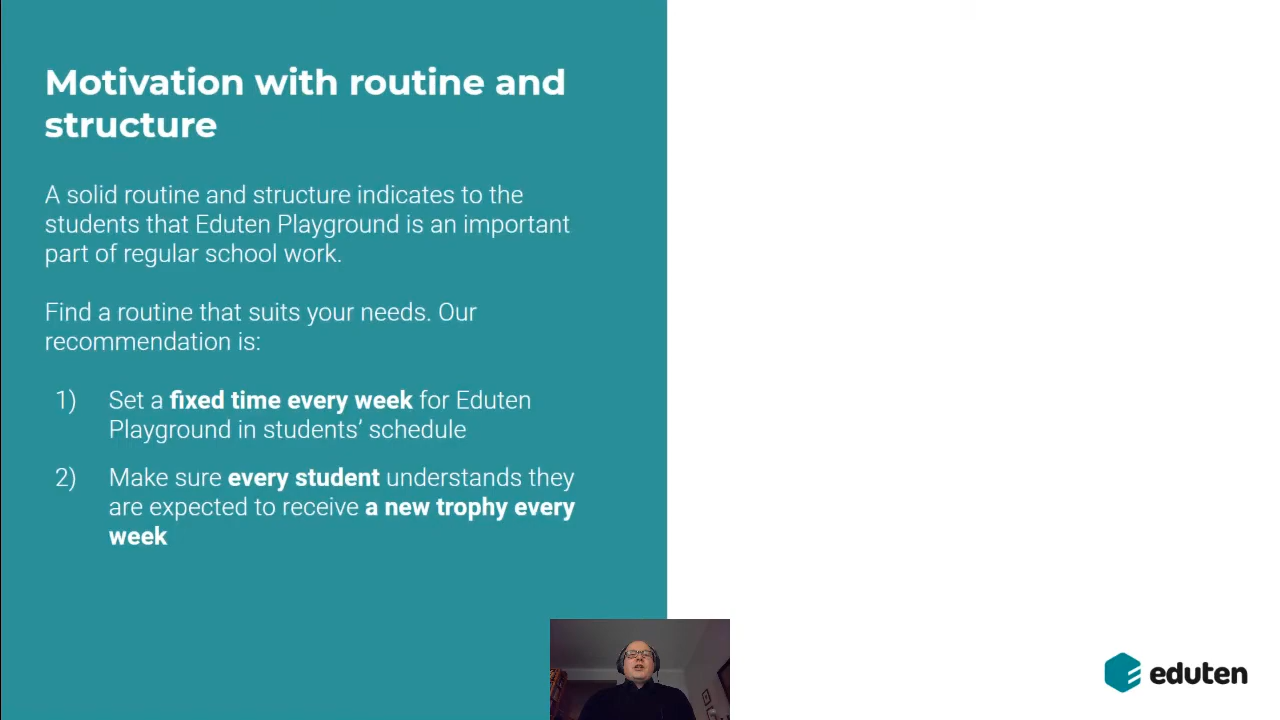 Motivation with routine and
structure
A solid routine and structure indicates to the
students that Eduten Playground is an important
part of regular school work.
Find a routine that suits your needs. Our
recommendation is:
1) Set a fixed time every week for Eduten
Playground in students’ schedule
2) Make sure every student understands they
are expected to receive a new trophy every
week
eduten